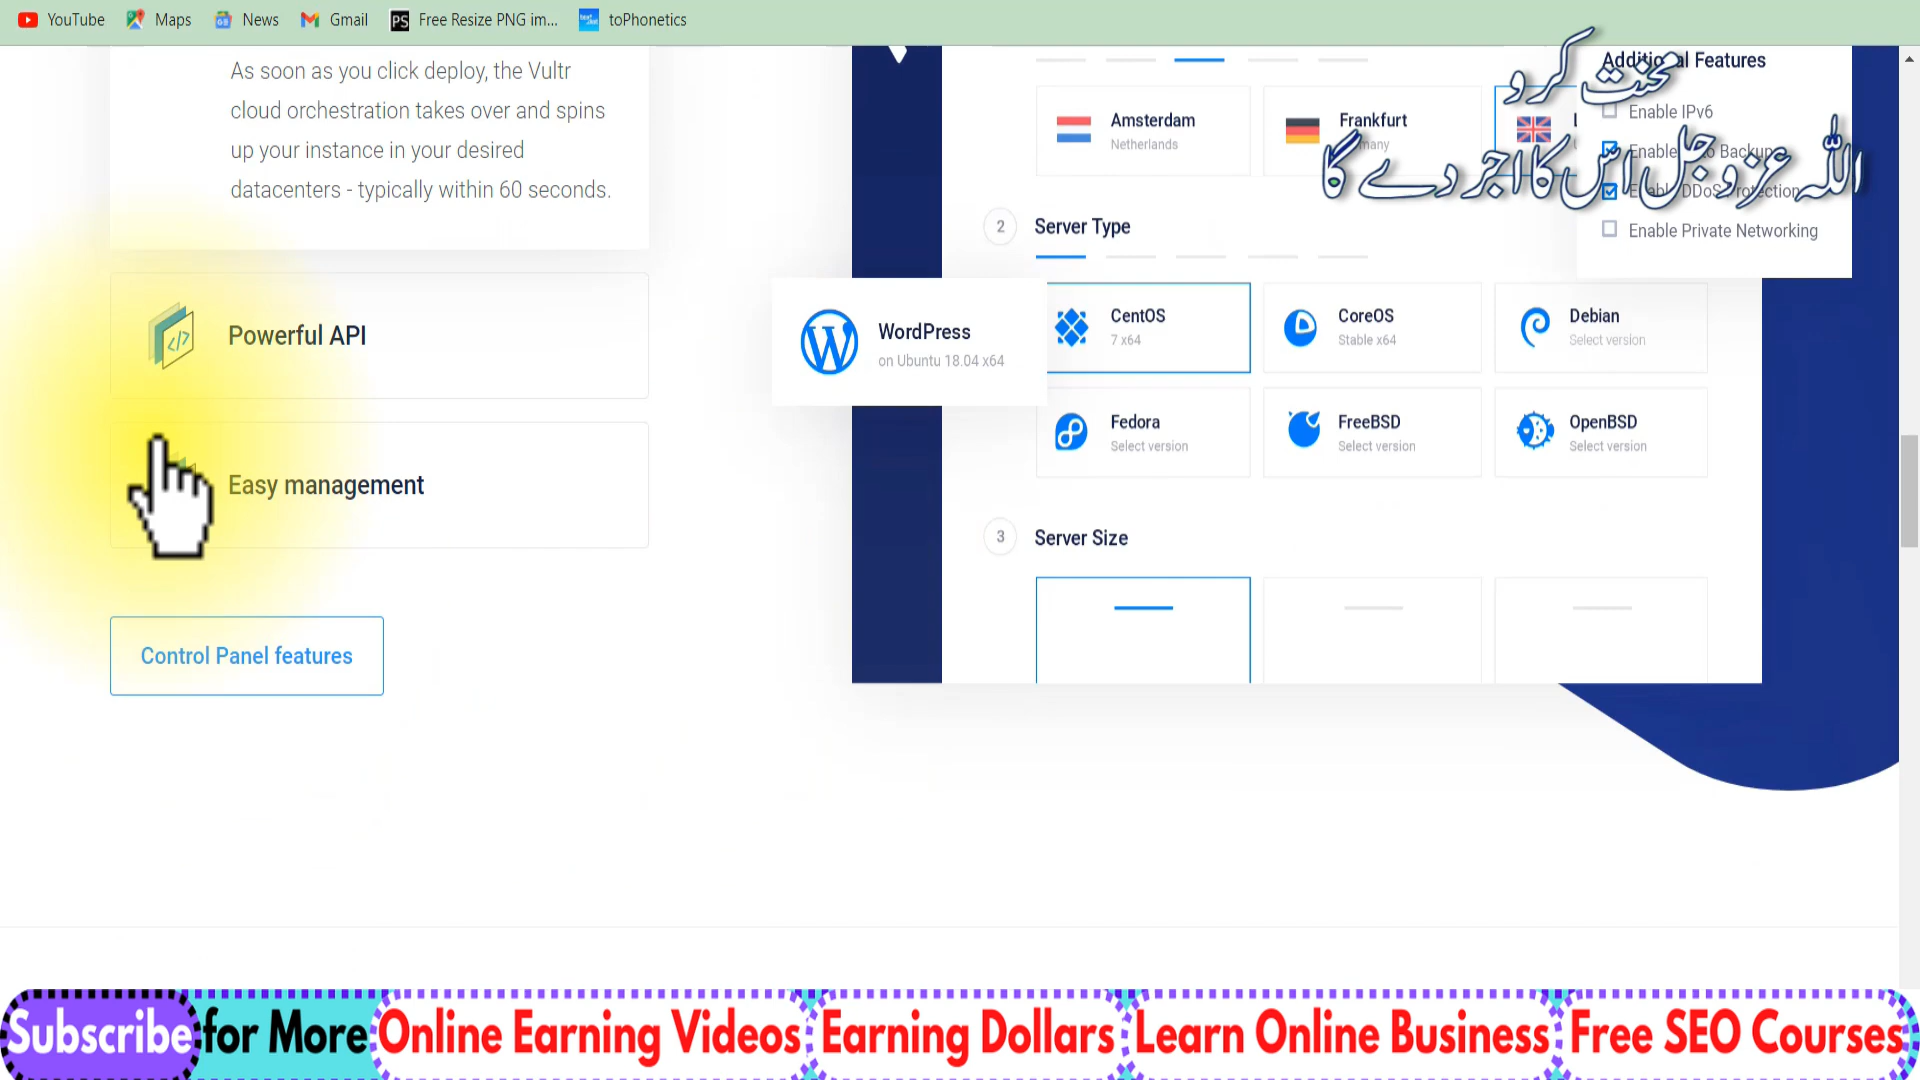 YouTube
Maps
News
Gmail
Free Resize PNG im...
toPhonetics
As soon as you click deploy, the Vultr
cloud orchestration takes over and spins
up your instance in your desired
datacenters - typically within 60 seconds.
Powerful API
Easy management
Control Panel features
Amsterdam
Netherlands
Frankfurt
محنت کرو
اللہ عزوجل اس کا اجر دے گا
Additional Features
Enable IPv6
Enable Backups
Enable DDoS Protection
Enable Private Networking
2
Server Type
WordPress
on Ubuntu 18.04 x64
CentOS
7 x64
CoreOS
Stable x64
Debian
Select version
Fedora
Select version
FreeBSD
Select version
OpenBSD
Select version
3
Server Size
Subscribe for More Online Earning Videos Earning Dollars Learn Online Business Free SEO Courses